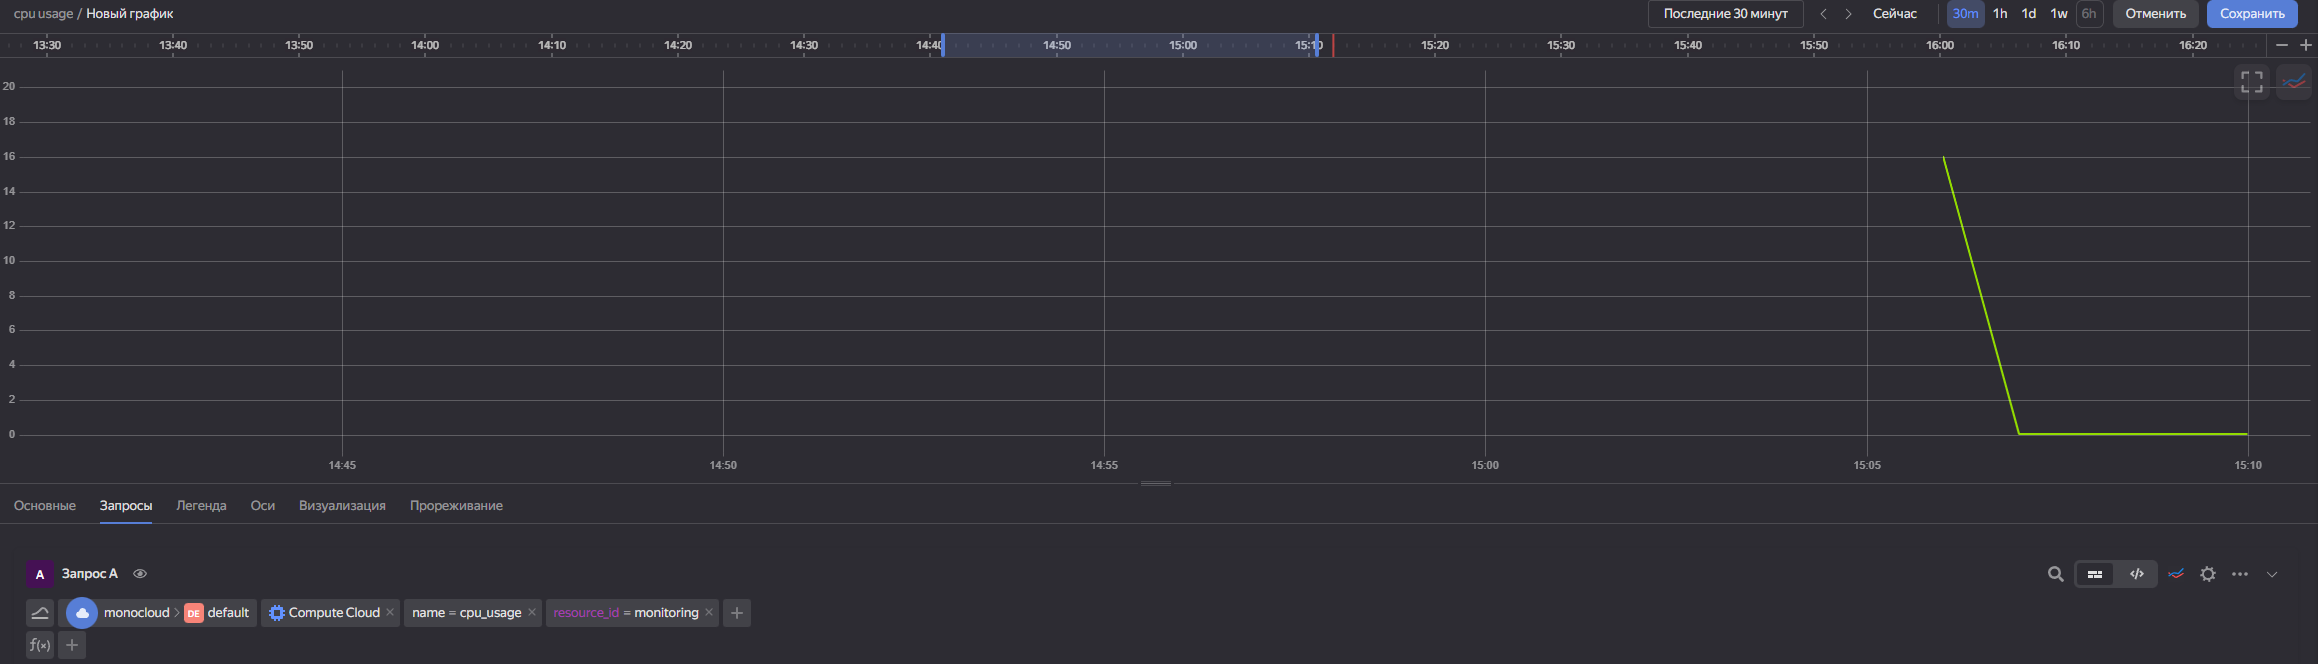 cpu usage / Новый график
Последние 30 минут Сейчас 30m 1h 1d 1w 6h Отменить Сохранить
13:30 13:40 13:50 14:00 14:10 14:20 14:30 14:40 14:50 15:00 15:10 15:20 15:30 15:40 15:50 16:00 16:10 16:20
20
18
16
14
12
10
8
6
4
2
0
14:45 14:50 14:55 15:00 15:05 15:10
Основные Запросы Легенда Оси Визуализация Прореживание
A Запрос A
monocloud DE default Compute Cloud name = cpu_usage resource_id = monitoring
f(x)